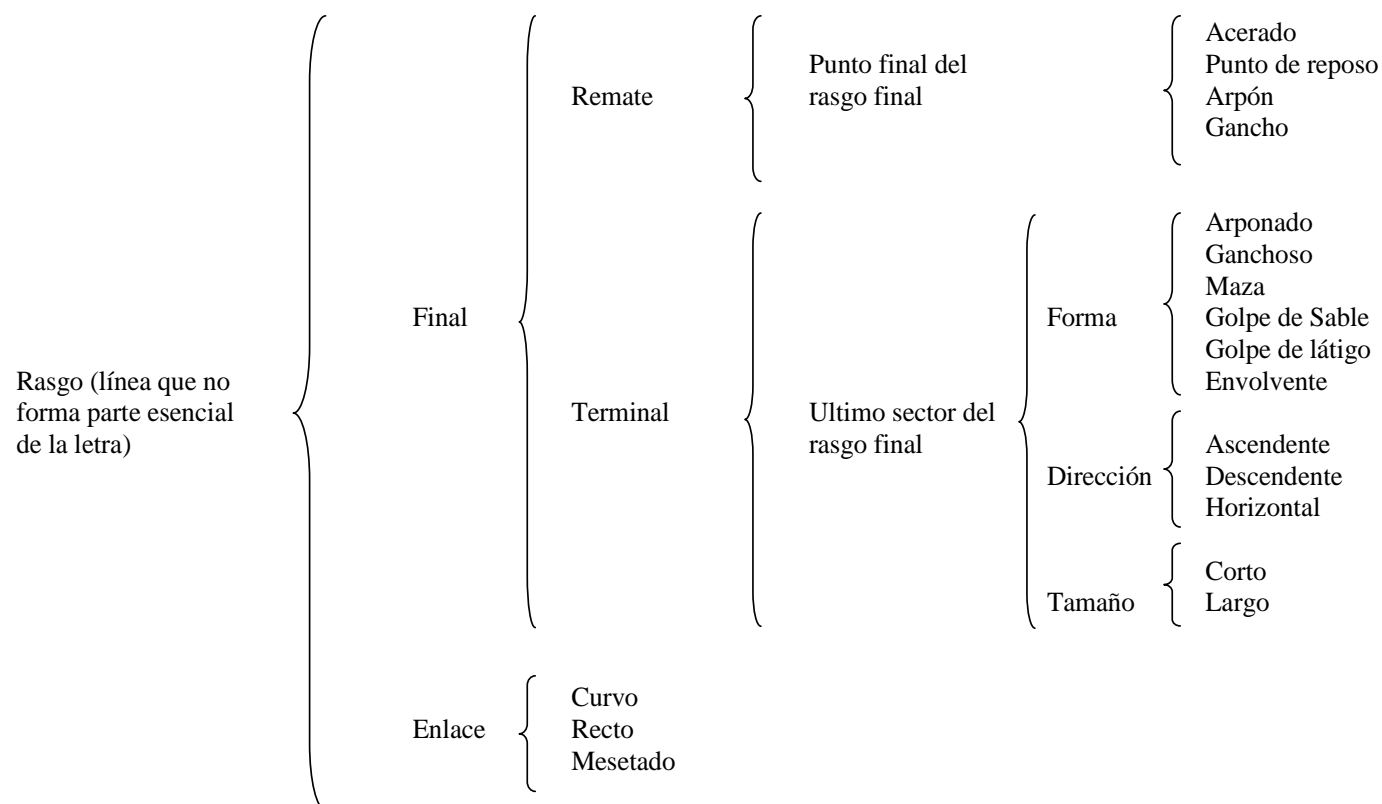 Rasgo (línea que no
forma parte esencial
de la letra)
Final
Remate
Punto final del
rasgo final
Acerado
Punto de reposo
Arpón
Gancho
Terminal
Ultimo sector del
rasgo final
Forma
Arponado
Ganchoso
Maza
Golpe de Sable
Golpe de látigo
Envolvente
Dirección
Ascendente
Descendente
Horizontal
Tamaño
Corto
Largo
Enlace
Curvo
Recto
Mesetado